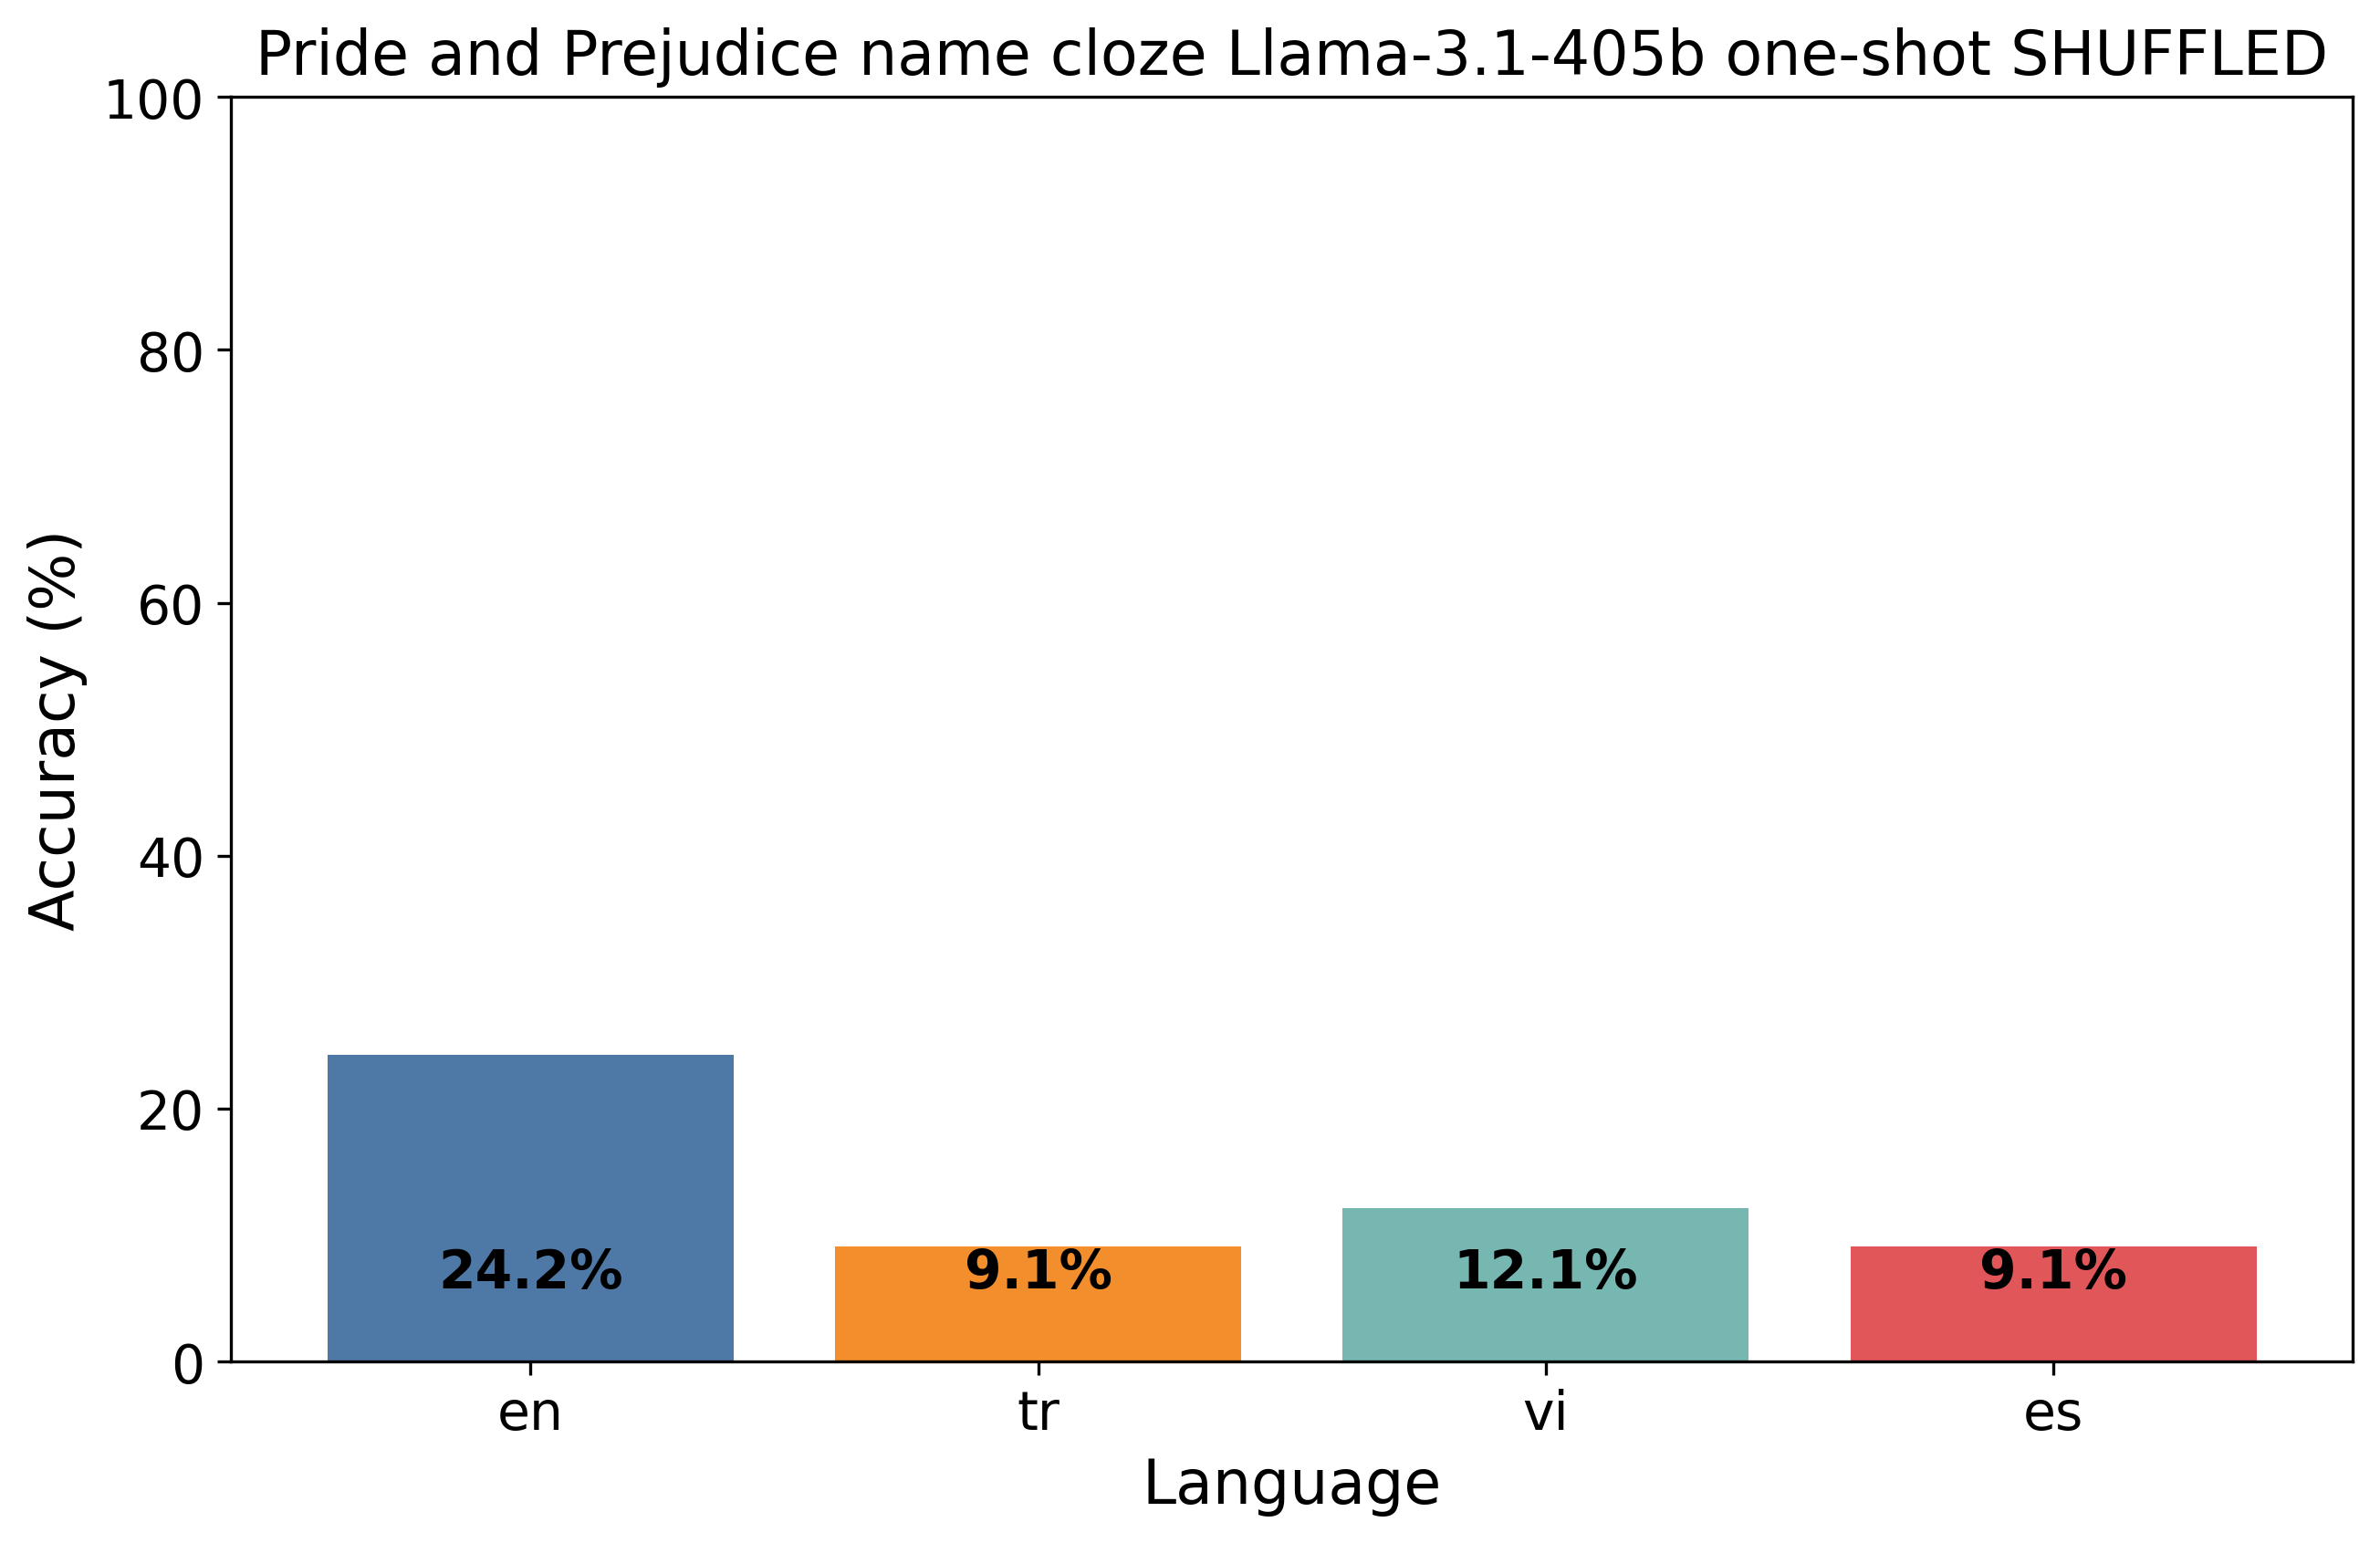 Pride and Prejudice name cloze Llama-3.1-405b one-shot SHUFFLED
Accuracy (%)
100
80
60
40
20
0
24.2%
9.1%
12.1%
9.1%
en
tr
vi
es
Language